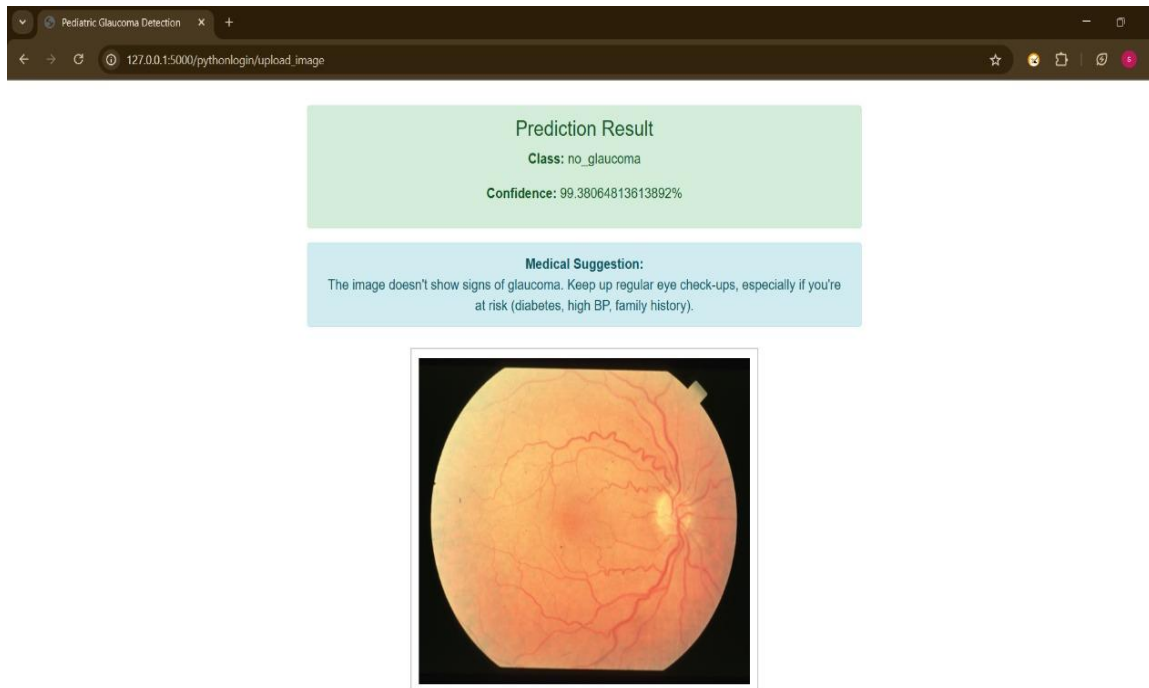 Pediatric Glaucoma Detection
127.0.0.1:5000/pythonlogin/upload_image
Prediction Result
Class: no_glaucoma
Confidence: 99.38064813613892%
Medical Suggestion:
The image doesn't show signs of glaucoma. Keep up regular eye check-ups, especially if you're
at risk (diabetes, high BP, family history).